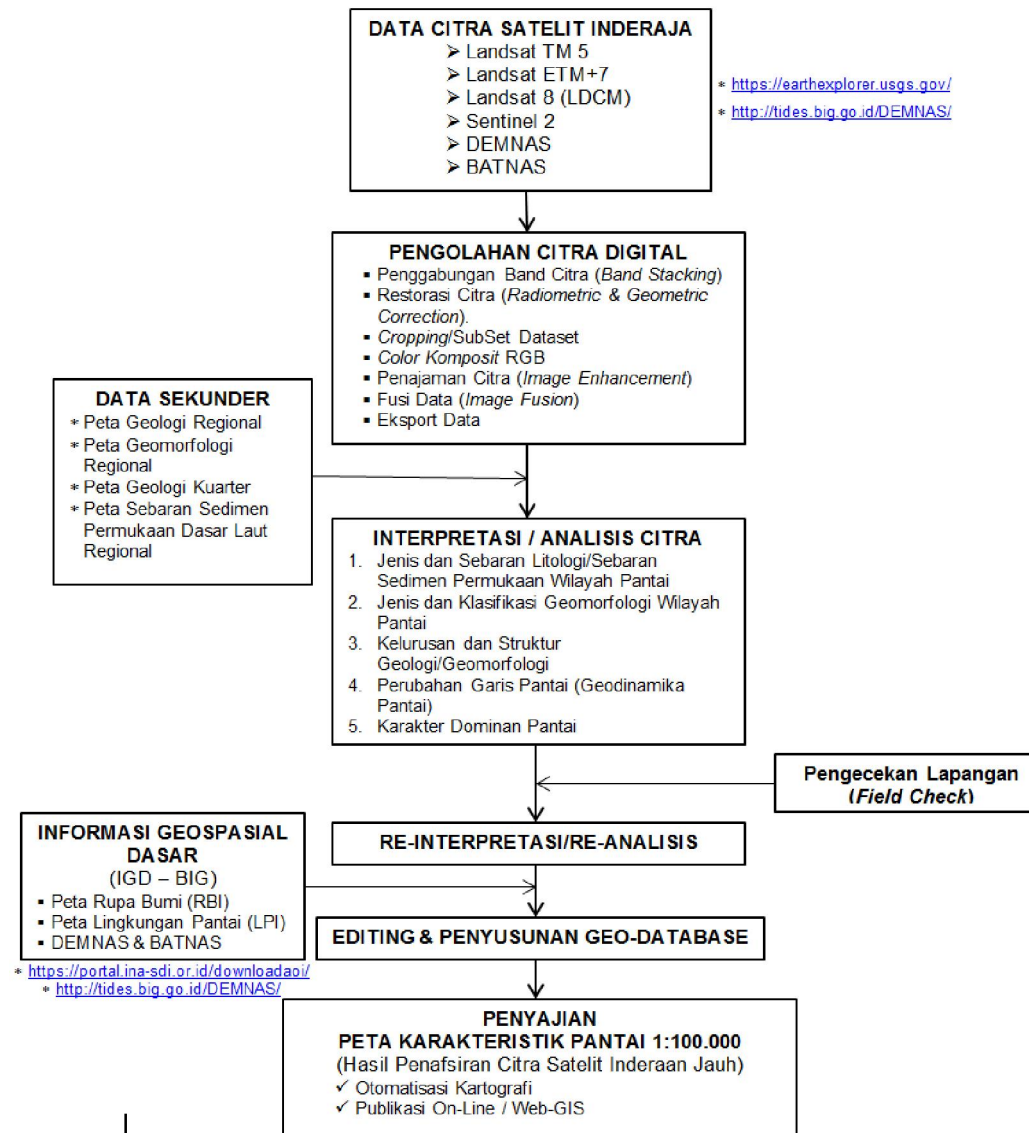 DATA CITRA SATELIT INDERAJA
➢ Landsat TM 5
➢ Landsat ETM+7
➢ Landsat 8 (LDCM)
➢ Sentinel 2
➢ DEMNAS
➢ BATNAS
* https://earthexplorer.usgs.gov/
* http://tides.big.go.id/DEMNAS/
PENGOLAHAN CITRA DIGITAL
▪ Penggabungan Band Citra (Band Stacking)
▪ Restorasi Citra (Radiometric & Geometric
Correction).
▪ Cropping/SubSet Dataset
▪ Color Komposit RGB
▪ Penajaman Citra (Image Enhancement)
▪ Fusi Data (Image Fusion)
▪ Eksport Data
DATA SEKUNDER
* Peta Geologi Regional
* Peta Geomorfologi
Regional
* Peta Geologi Kuarter
* Peta Sebaran Sedimen
Permukaan Dasar Laut
Regional
INTERPRETASI / ANALISIS CITRA
1. Jenis dan Sebaran Litologi/Sebaran
Sedimen Permukaan Wilayah Pantai
2. Jenis dan Klasifikasi Geomorfologi Wilayah
Pantai
3. Kelurusan dan Struktur
Geologi/Geomorfologi
4. Perubahan Garis Pantai (Geodinamika
Pantai)
5. Karakter Dominan Pantai
Pengecekan Lapangan
(Field Check)
RE-INTERPRETASI/RE-ANALISIS
INFORMASI GEOSPASIAL
DASAR
(IGD – BIG)
▪ Peta Rupa Bumi (RBI)
▪ Peta Lingkungan Pantai (LPI)
▪ DEMNAS & BATNAS
* https://portal.ina-sdi.or.id/downloadaoi/
* http://tides.big.go.id/DEMNAS/
EDITING & PENYUSUNAN GEO-DATABASE
PENYAJIAN
PETA KARAKTERISTIK PANTAI 1:100.000
(Hasil Penafsiran Citra Satelit Inderaan Jauh)
✓ Otomatisasi Kartografi
✓ Publikasi On-Line / Web-GIS